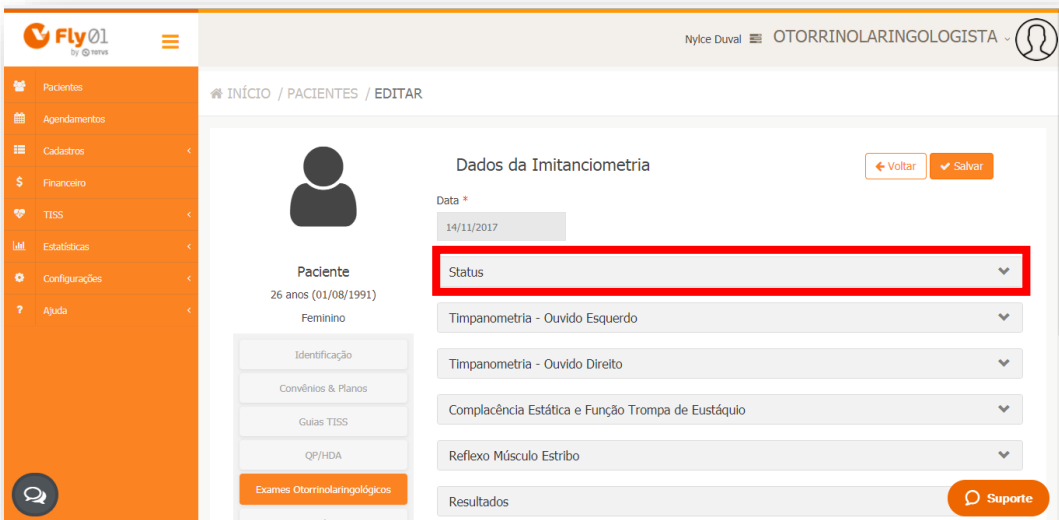 Fly01
by TOTVS
Nylce Duval OTORRINOLARINGOLOGISTA
Pacientes
Agendamentos
Cadastros
Financeiro
TISS
Estatísticas
Configurações
Ajuda
INÍCIO / PACIENTES / EDITAR
Paciente
26 anos (01/08/1991)
Feminino
Identificação
Convênios & Planos
Guias TISS
QP/HDA
Exames Otorrinolaringológicos
Dados da Imitanciometria
Voltar
Salvar
Data *
14/11/2017
Status
Timpanometria - Ouvido Esquerdo
Timpanometria - Ouvido Direito
Complacência Estática e Função Trompa de Eustáquio
Reflexo Músculo Estribo
Resultados
Suporte